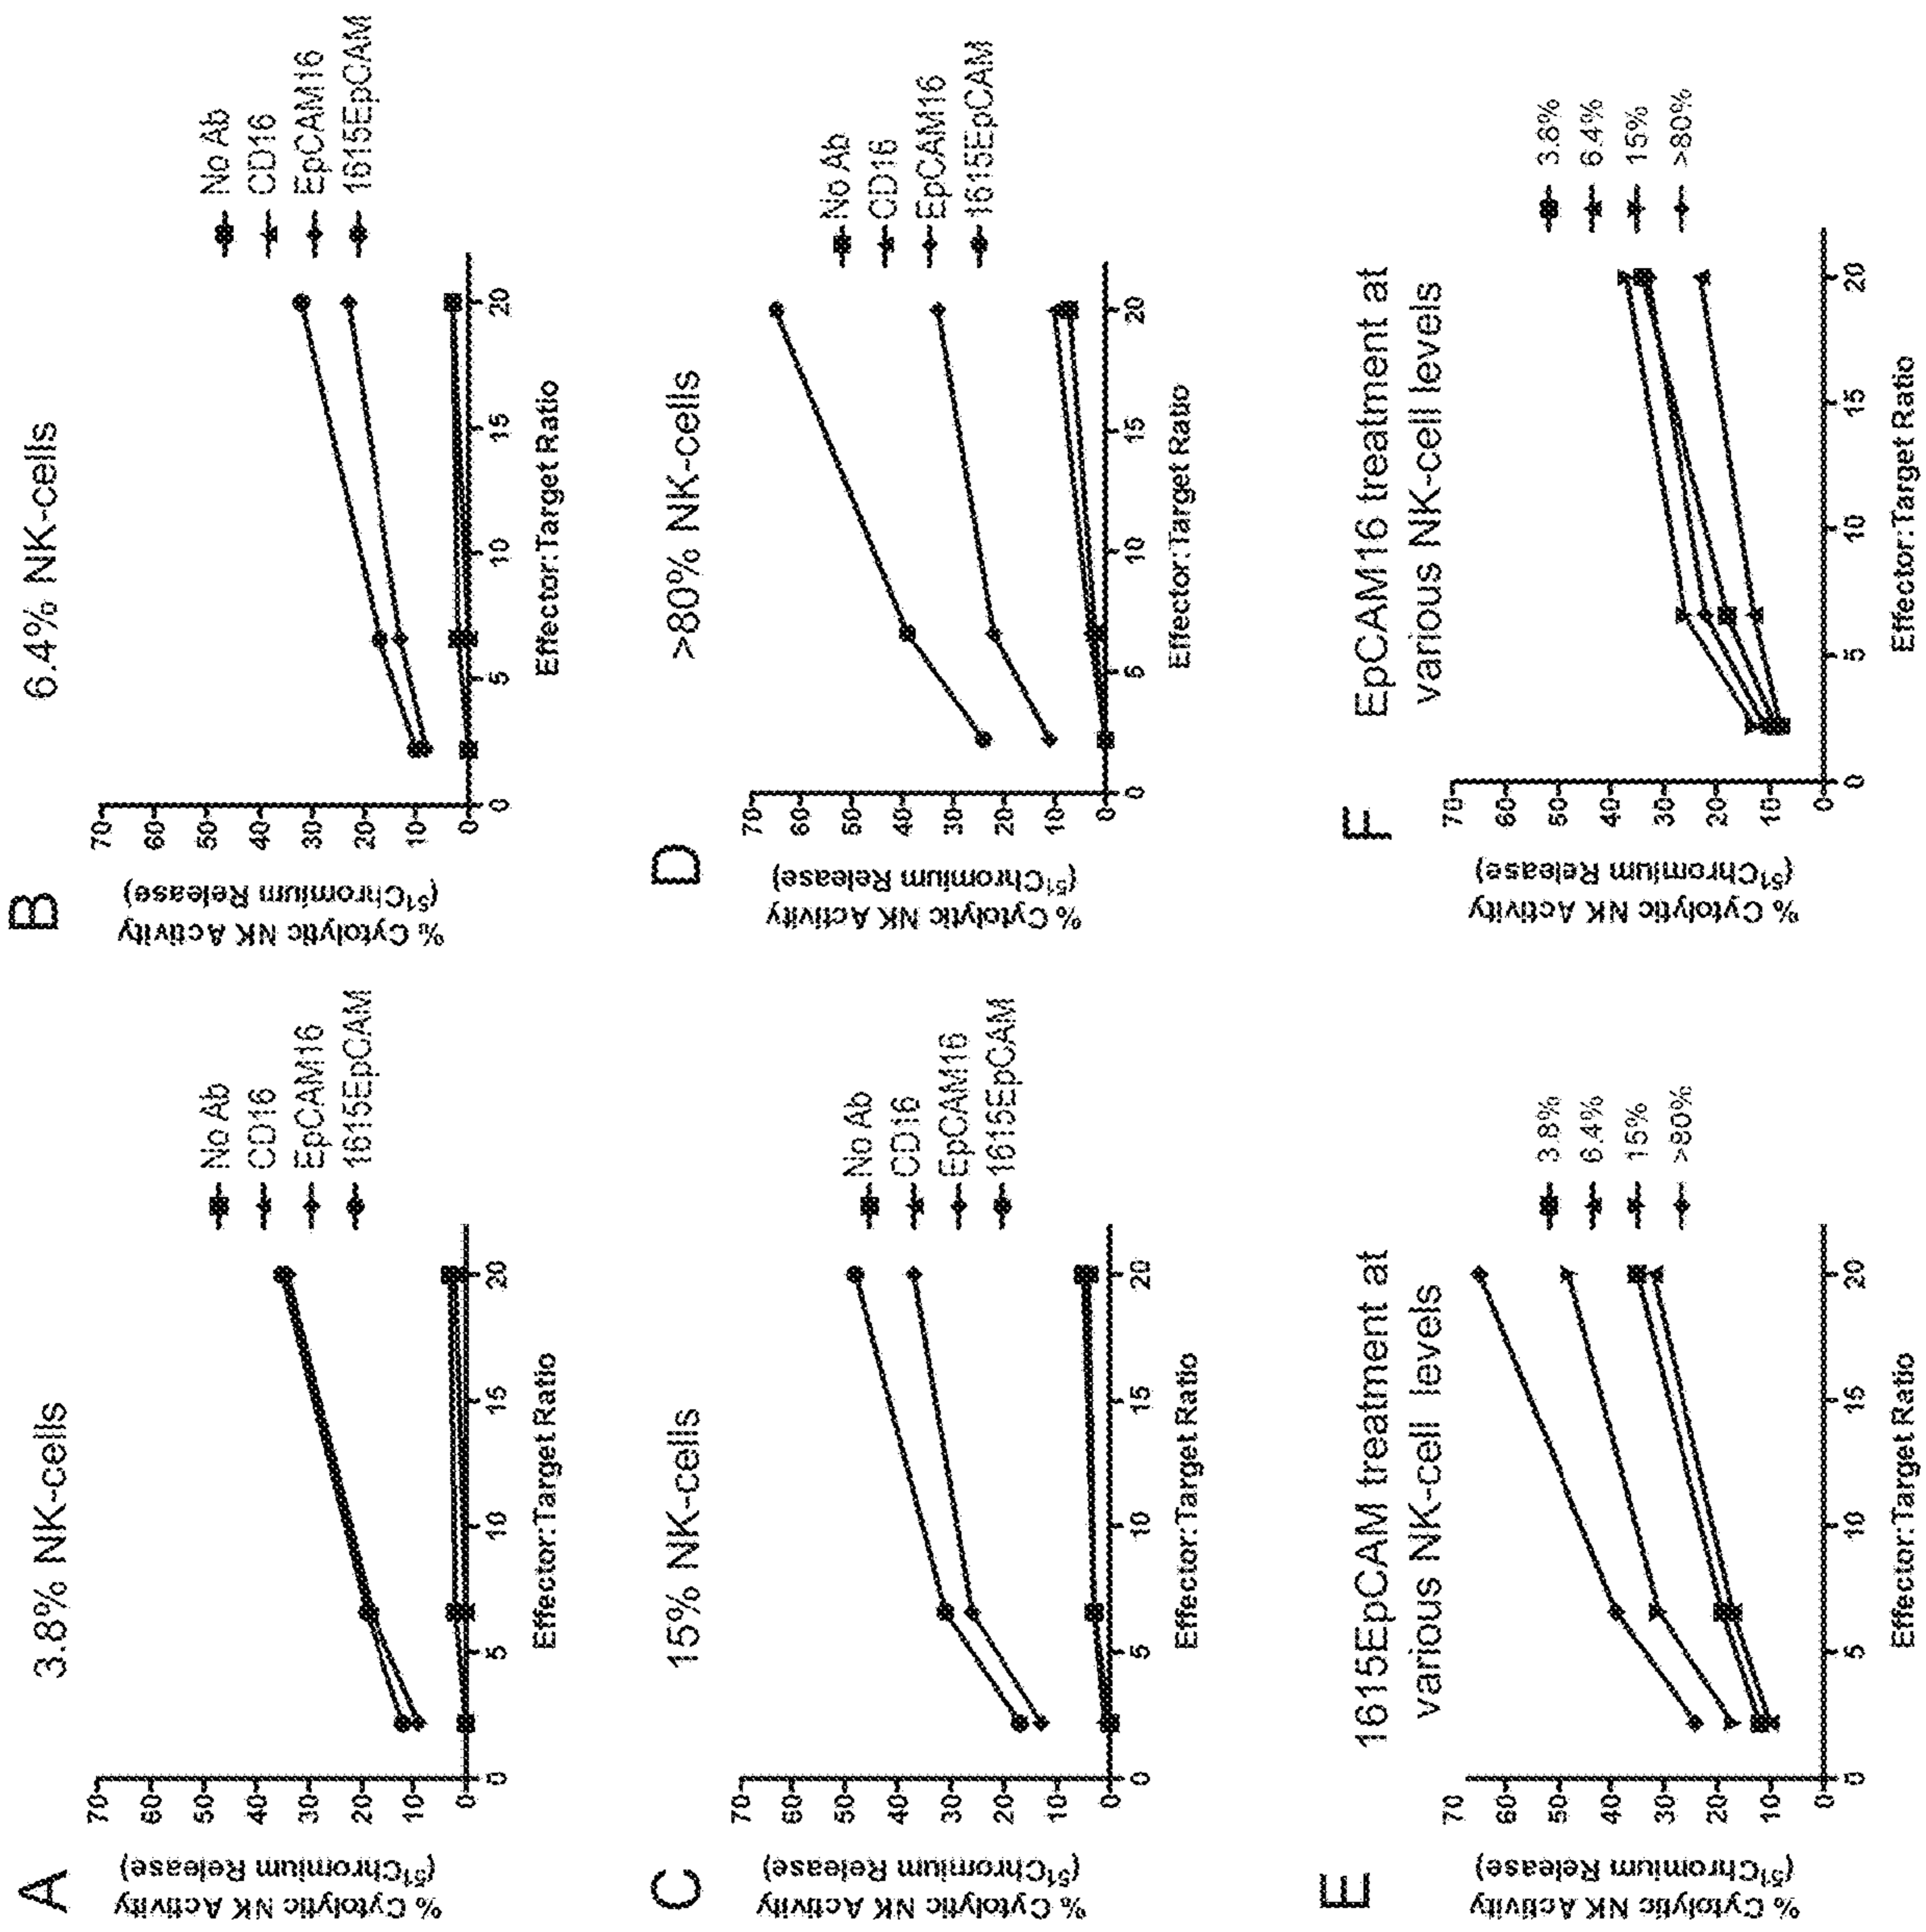 A
3.8% NK-cells
% Cytolytic NK Activity
(⁵¹Chromium Release)
70
60
50
40
30
20
10
0
0
5
10
15
20
Effector:Target Ratio
No Ab
CD16
EpCAM16
1615EpCAM
B
6.4% NK-cells
% Cytolytic NK Activity
(⁵¹Chromium Release)
70
60
50
40
30
20
10
0
0
5
10
15
20
Effector:Target Ratio
No Ab
CD16
EpCAM16
1615EpCAM
C
15% NK-cells
% Cytolytic NK Activity
(⁵¹Chromium Release)
70
60
50
40
30
20
10
0
0
5
10
15
20
Effector:Target Ratio
No Ab
CD16
EpCAM16
1615EpCAM
D
>80% NK-cells
% Cytolytic NK Activity
(⁵¹Chromium Release)
70
60
50
40
30
20
10
0
0
5
10
15
20
Effector:Target Ratio
No Ab
CD16
EpCAM16
1615EpCAM
E
1615EpCAM treatment at
various NK-cell levels
% Cytolytic NK Activity
(⁵¹Chromium Release)
70
60
50
40
30
20
10
0
0
5
10
15
20
Effector:Target Ratio
3.8%
6.4%
15%
>80%
F
EpCAM16 treatment at
various NK-cell levels
% Cytolytic NK Activity
(⁵¹Chromium Release)
70
60
50
40
30
20
10
0
0
5
10
15
20
Effector:Target Ratio
3.8%
6.4%
15%
>80%